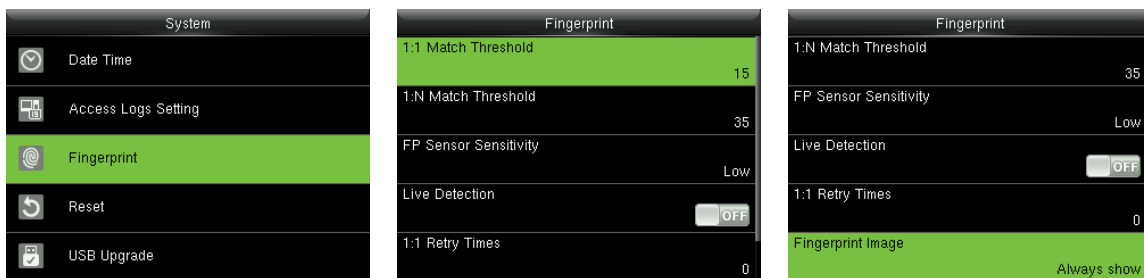 System
Date Time
Access Logs Setting
Fingerprint
Reset
USB Upgrade
Fingerprint
1:1 Match Threshold
15
1:N Match Threshold
35
FP Sensor Sensitivity
Low
Live Detection
OFF
1:1 Retry Times
0
Fingerprint
1:N Match Threshold
35
FP Sensor Sensitivity
Low
Live Detection
OFF
1:1 Retry Times
0
Fingerprint Image
Always show